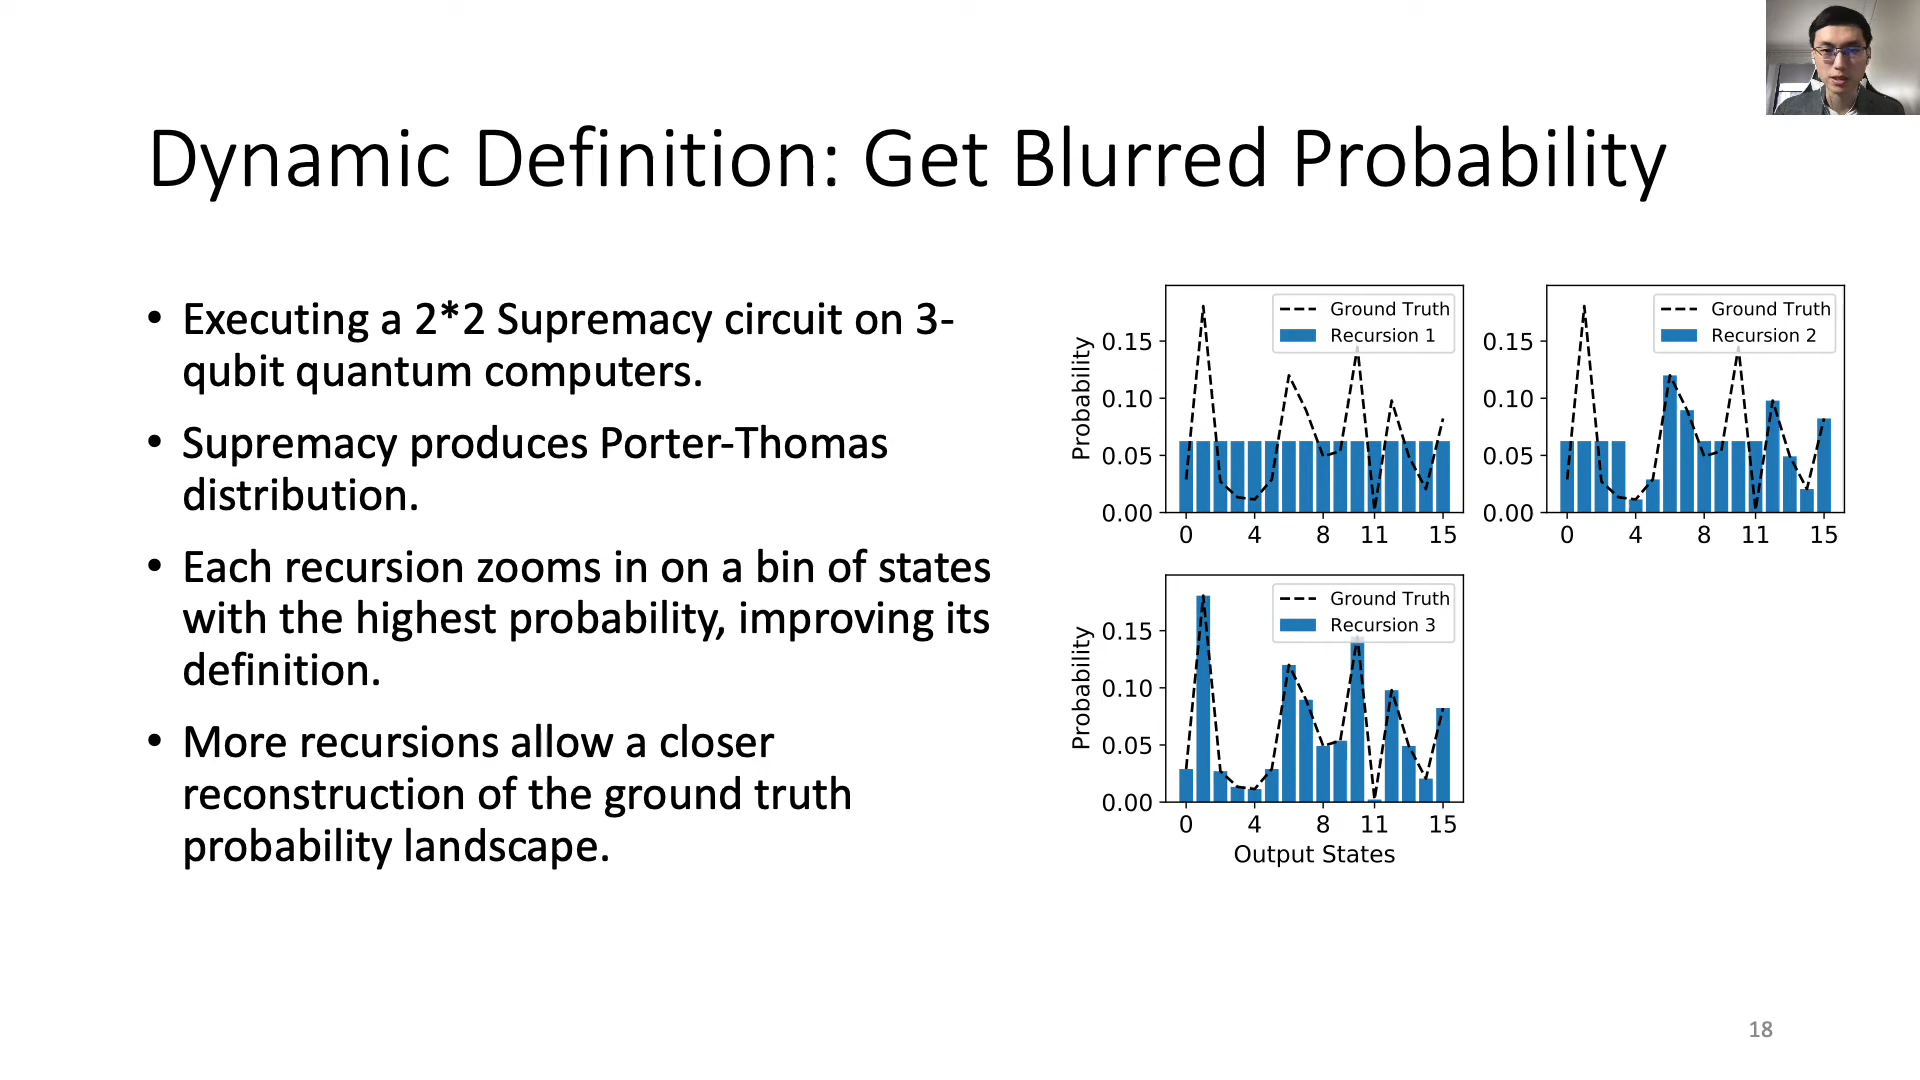 Dynamic Definition: Get Blurred Probability
• Executing a 2*2 Supremacy circuit on 3-
qubit quantum computers.
• Supremacy produces Porter-Thomas
distribution.
• Each recursion zooms in on a bin of states
with the highest probability, improving its
definition.
• More recursions allow a closer
reconstruction of the ground truth
probability landscape.
Probability
0.15
0.10
0.05
0.00
Ground Truth
Recursion 1
0 4 8 11 15
0.15
0.10
0.05
0.00
Ground Truth
Recursion 2
0 4 8 11 15
Probability
0.15
0.10
0.05
0.00
Ground Truth
Recursion 3
0 4 8 11 15
Output States
18